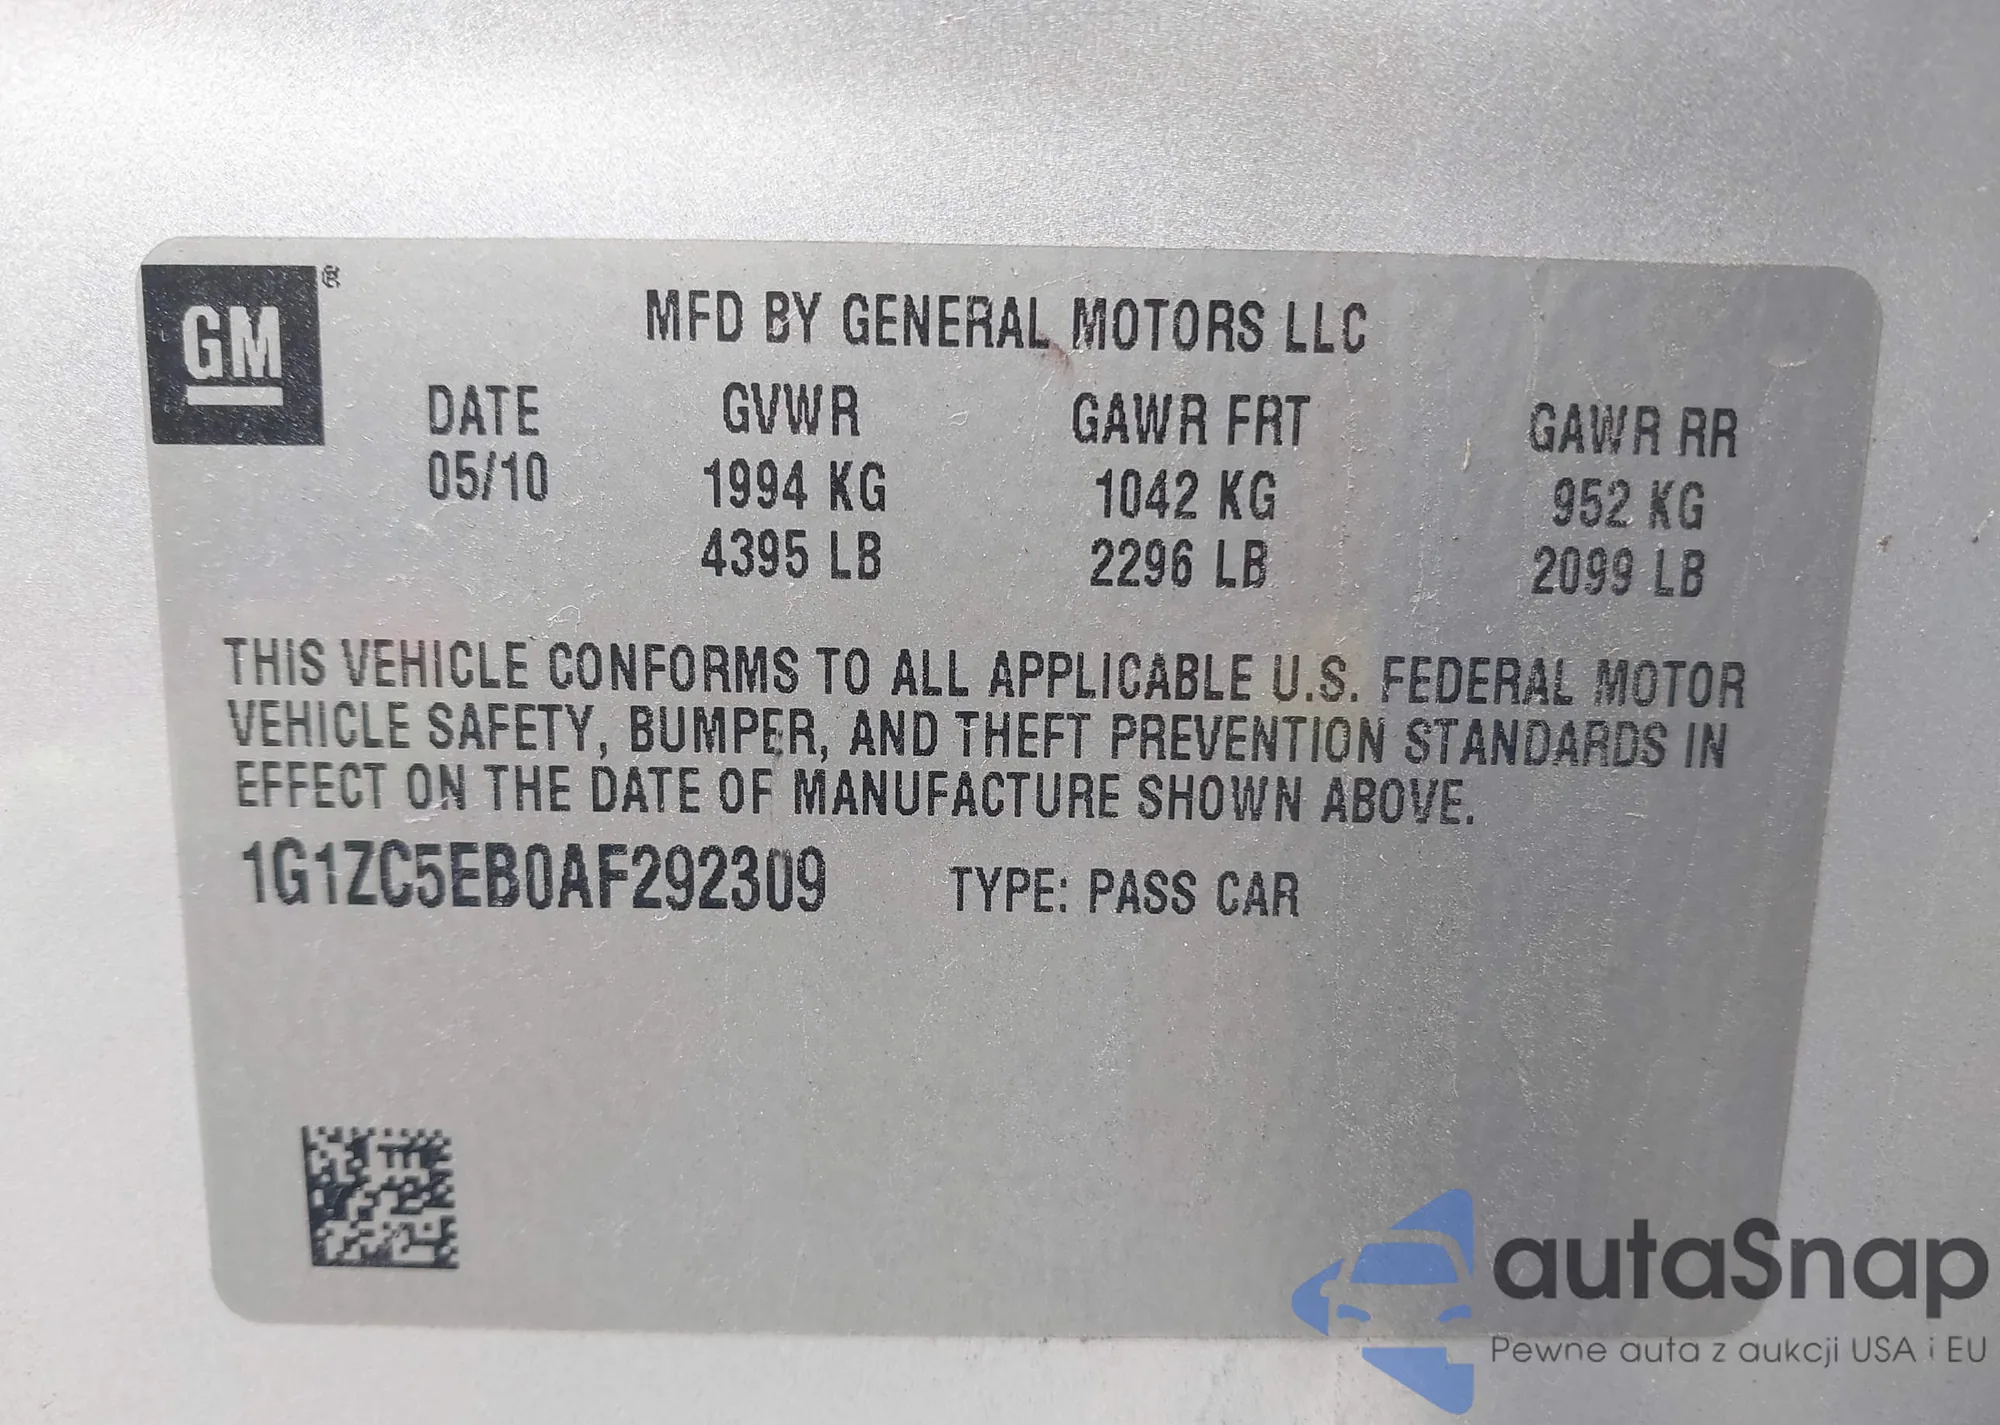 GM ®
MFD BY GENERAL MOTORS LLC
DATE GVWR GAWR FRT GAWR RR
05/10 1994 KG 1042 KG 952 KG
4395 LB 2296 LB 2099 LB
THIS VEHICLE CONFORMS TO ALL APPLICABLE U.S. FEDERAL MOTOR
VEHICLE SAFETY, BUMPER, AND THEFT PREVENTION STANDARDS IN
EFFECT ON THE DATE OF MANUFACTURE SHOWN ABOVE.
1G1ZC5EB0AF292309 TYPE: PASS CAR
autaSnap
Pewne auta z aukcji USA i EU